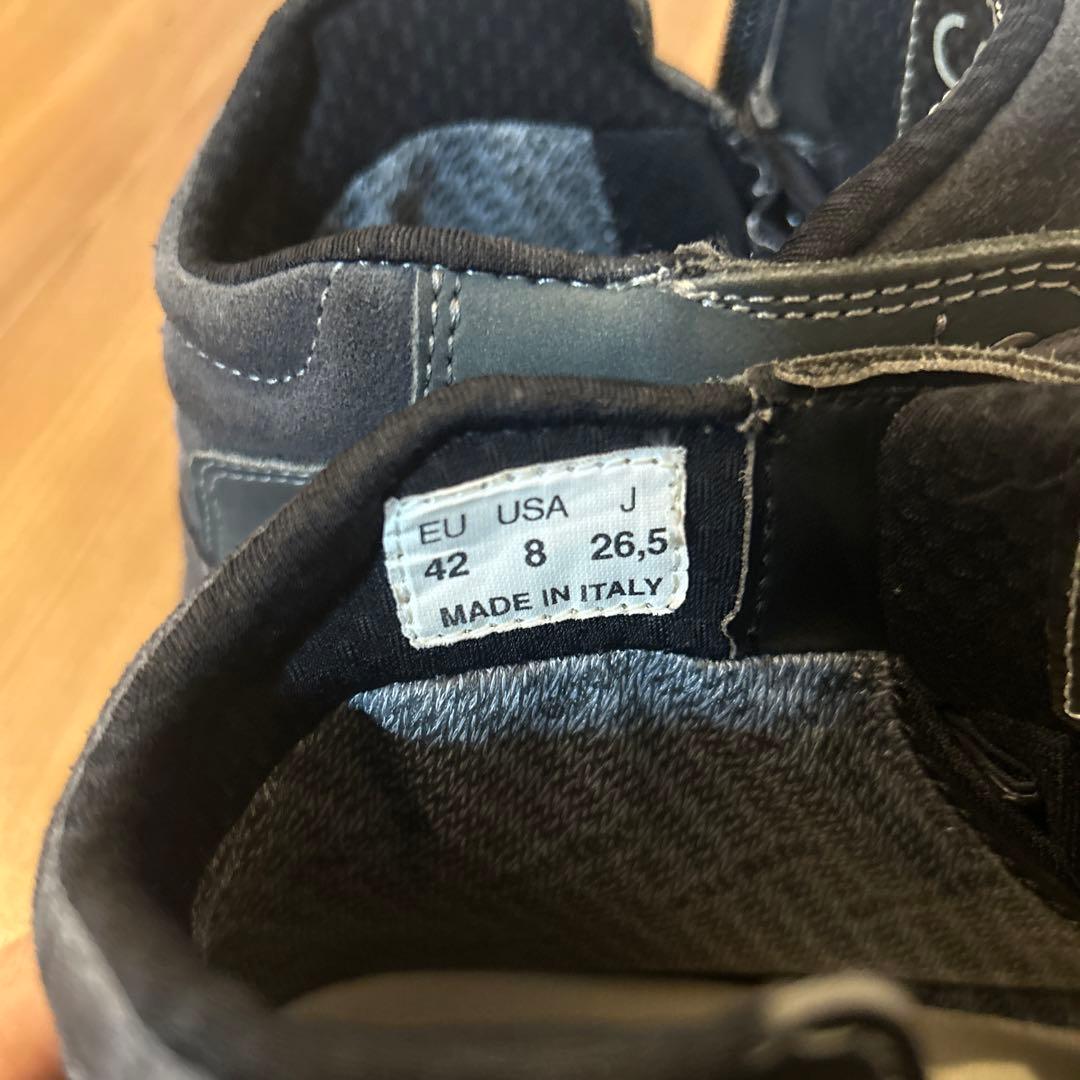 EU USA J
42 8 26,5
MADE IN ITALY